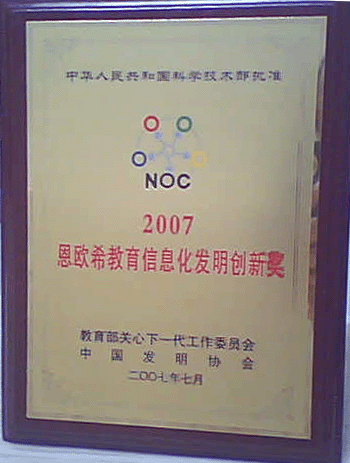 中华人民共和国科学技术部批准
NOC
2007
恩欧希教育信息化发明创新奖
教育部关心下一代工作委员会
中国发明协会
二〇〇七年七月